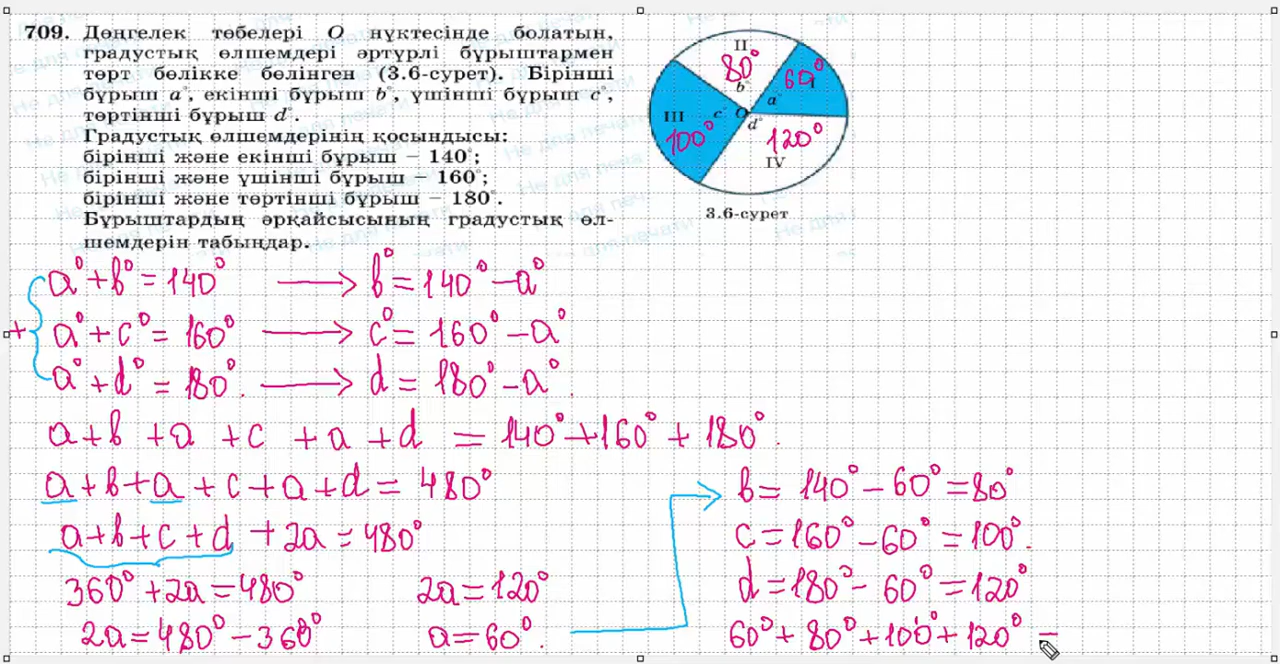 709. Дөңгелек төбелері O нүктесінде болатын,
градустық өлшемдері әртүрлі бұрыштармен
төрт бөлікке бөлінген (3.6-сурет). Бірінші
бұрыш a°, екінші бұрыш b°, үшінші бұрыш c°,
төртінші бұрыш d°.
Градустық өлшемдерінің қосындысы:
бірінші және екінші бұрыш – 140°;
бірінші және үшінші бұрыш – 160°;
бірінші және төртінші бұрыш – 180°.
Бұрыштардың әрқайсысының градустық өл-
шемдерін табыңдар.
II
80°
b°
60°
I
a°
III
c°
O
d°
100°
120°
IV
3.6-сурет
a° + b° = 140° → b° = 140° – a°
+ a° + c° = 160° → c° = 160° – a°
a° + d° = 180°. → d = 180° – a°.
a + b + a + c + a + d = 140° + 160° + 180°.
a + b + a + c + a + d = 480°
a + b + c + d + 2a = 480°
360° + 2a = 480° 2a = 120°
2a = 480° – 360° a = 60°.
b = 140° – 60° = 80°
c = 160° – 60° = 100°.
d = 180° – 60° = 120°
60° + 80° + 100° + 120° =